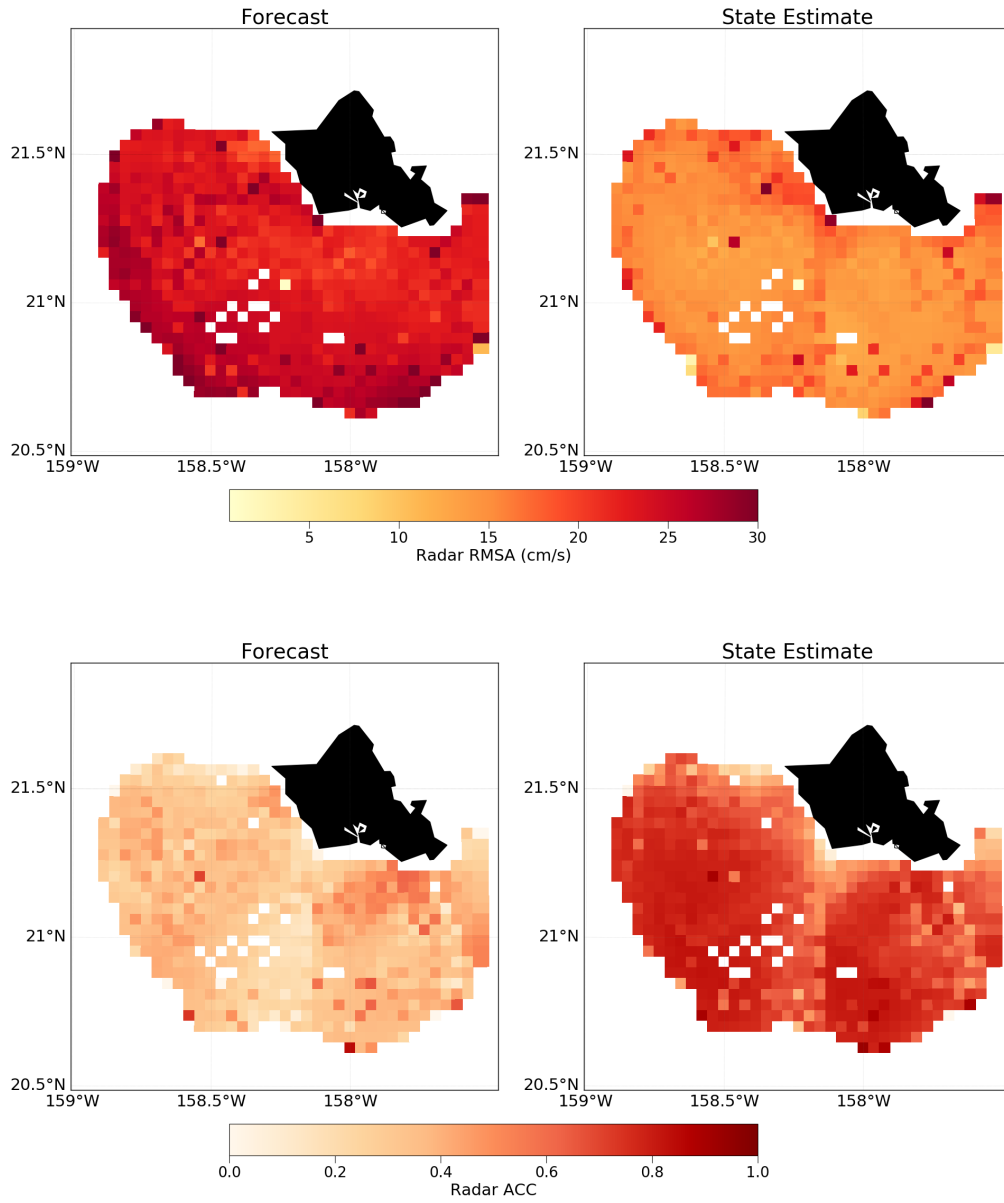 Forecast State Estimate
21.5°N
21°N
20.5°N
159°W 158.5°W 158°W 159°W 158.5°W 158°W
5 10 15 20 25 30
Radar RMSA (cm/s)
Forecast State Estimate
21.5°N
21°N
20.5°N
159°W 158.5°W 158°W 159°W 158.5°W 158°W
0.0 0.2 0.4 0.6 0.8 1.0
Radar ACC